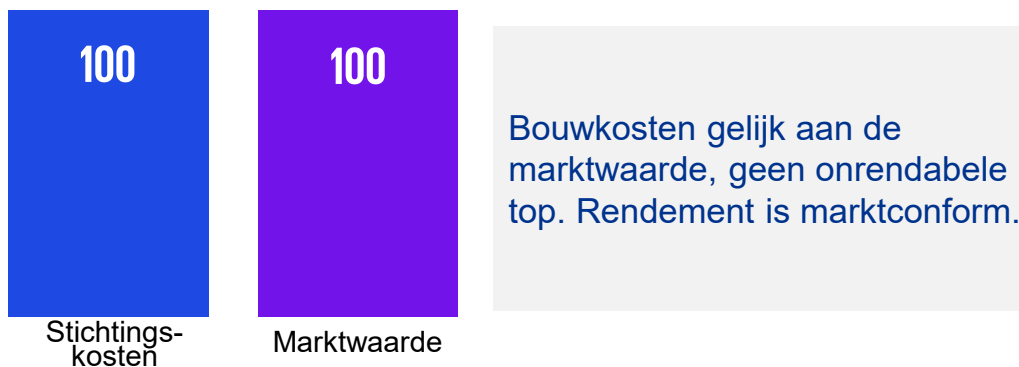 100
100
Bouwkosten gelijk aan de
marktwaarde, geen onrendabele
top. Rendement is marktconform.
Stichtings-
kosten
Marktwaarde